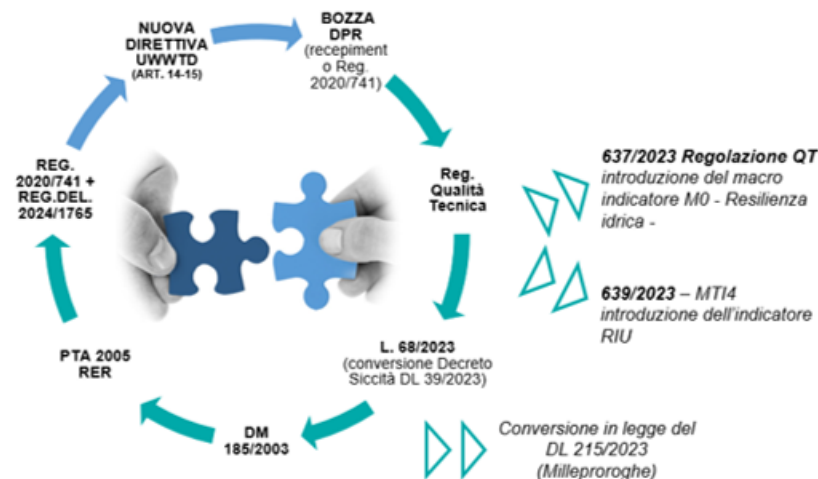 NUOVA
DIRETTIVA
UWWTD
(ART. 14-15)
BOZZA
DPR
(recepiment
o Reg.
2020/741)
REG.
2020/741 +
REG.DEL.
2024/1765
Reg.
Qualità
Tecnica
637/2023 Regolazione QT
introduzione del macro
indicatore M0 - Resilienza
idrica -
639/2023 – MTI4
introduzione dell'indicatore
RIU
L. 68/2023
(conversione Decreto
Siccità DL 39/2023)
PTA 2005
RER
DM
185/2003
Conversione in legge del
DL 215/2023
(Milleproroghe)